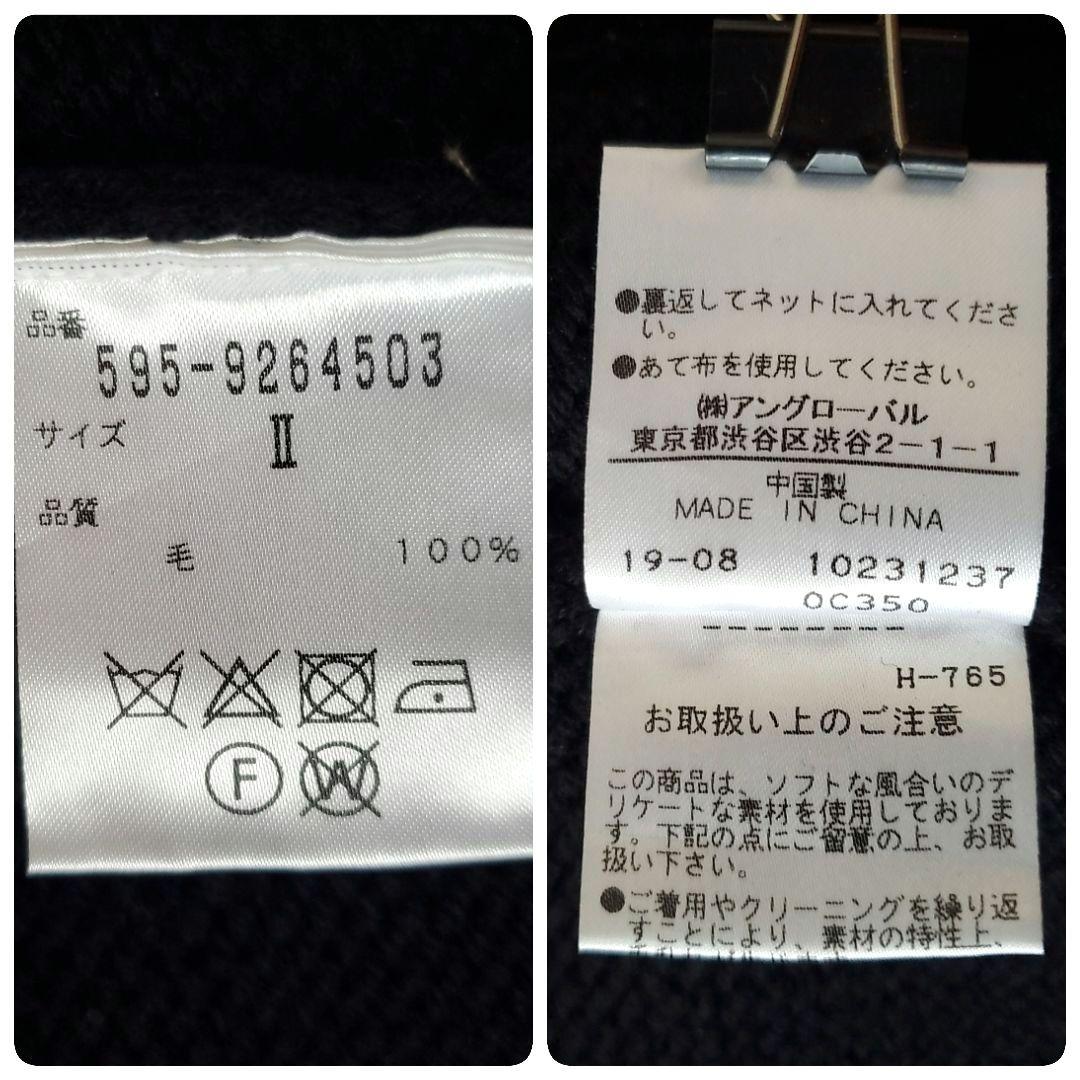 品番
595-9264503
サイズ
Ⅱ
品質
毛 100%
F
W
●裏返してネットに入れてくださ
い。
●あて布を使用してください。
㈱アングローバル
東京都渋谷区渋谷2-1-1
中国製
MADE IN CHINA
19-08 10231237
0C350
--------
H-765
お取扱い上のご注意
この商品は、ソフトな風合いのデ
リケートな素材を使用しておりま
す。下記の点にご留意の上、お取
扱い下さい。
●ご着用やクリーニングを繰り返
すことにより、素材の特性上、